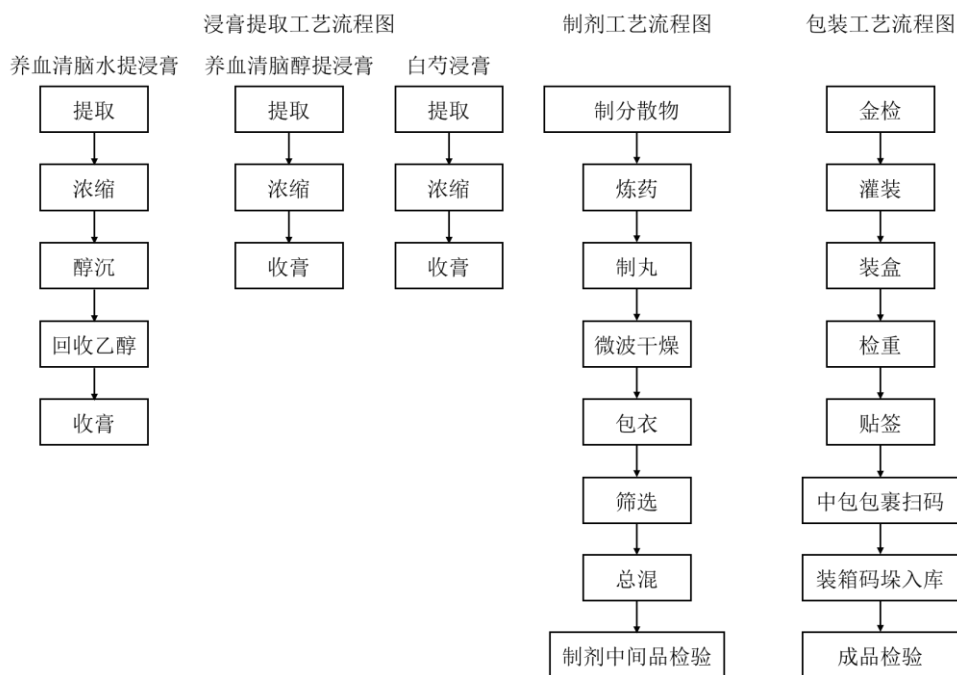 浸膏提取工艺流程图
养血清脑水提浸膏
提取
浓缩
醇沉
回收乙醇
收膏
养血清脑醇提浸膏
提取
浓缩
收膏
白芍浸膏
提取
浓缩
收膏
制剂工艺流程图
制分散物
炼药
制丸
微波干燥
包衣
筛选
总混
制剂中间品检验
包装工艺流程图
金检
灌装
装盒
检重
贴签
中包包裹扫码
装箱码垛入库
成品检验